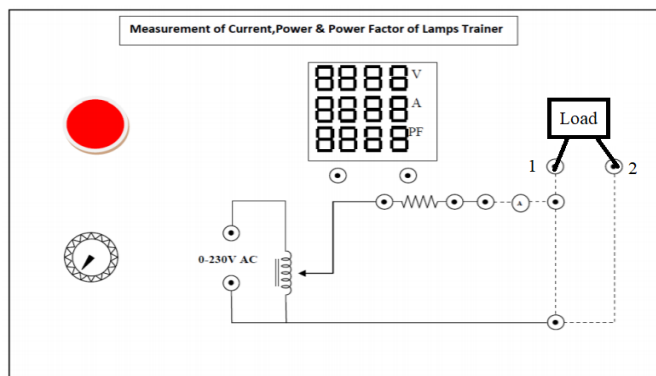 Measurement of Current,Power & Power Factor of Lamps Trainer
8888 V
8888 A
8888 PF
Load
1 2
A
0-230V AC